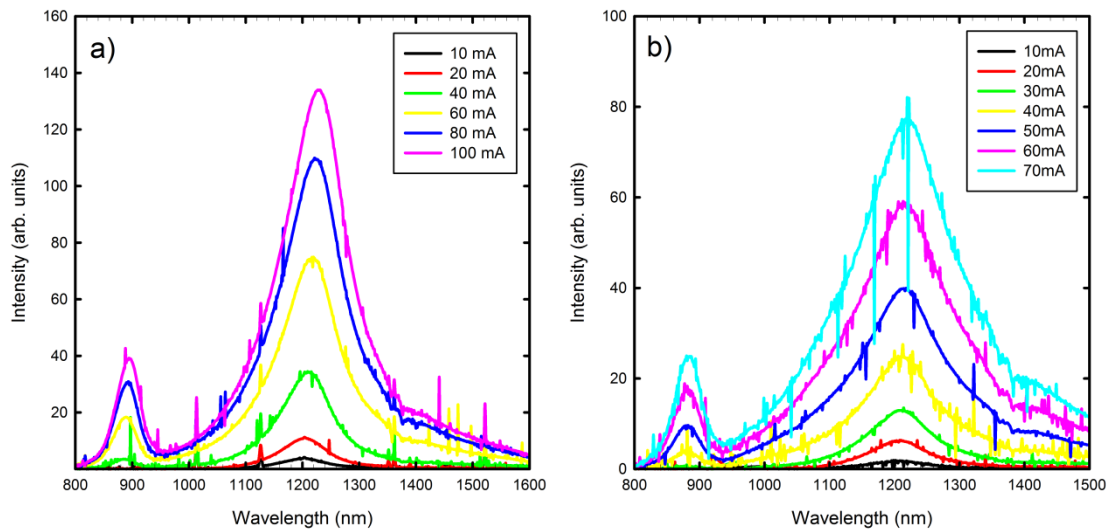 a)
160
140
120
100
80
60
40
20
Intensity (arb. units)
10 mA
20 mA
40 mA
60 mA
80 mA
100 mA
800 900 1000 1100 1200 1300 1400 1500 1600
Wavelength (nm)
b)
100
80
60
40
20
0
Intensity (arb. units)
10mA
20mA
30mA
40mA
50mA
60mA
70mA
800 900 1000 1100 1200 1300 1400 1500
Wavelength (nm)